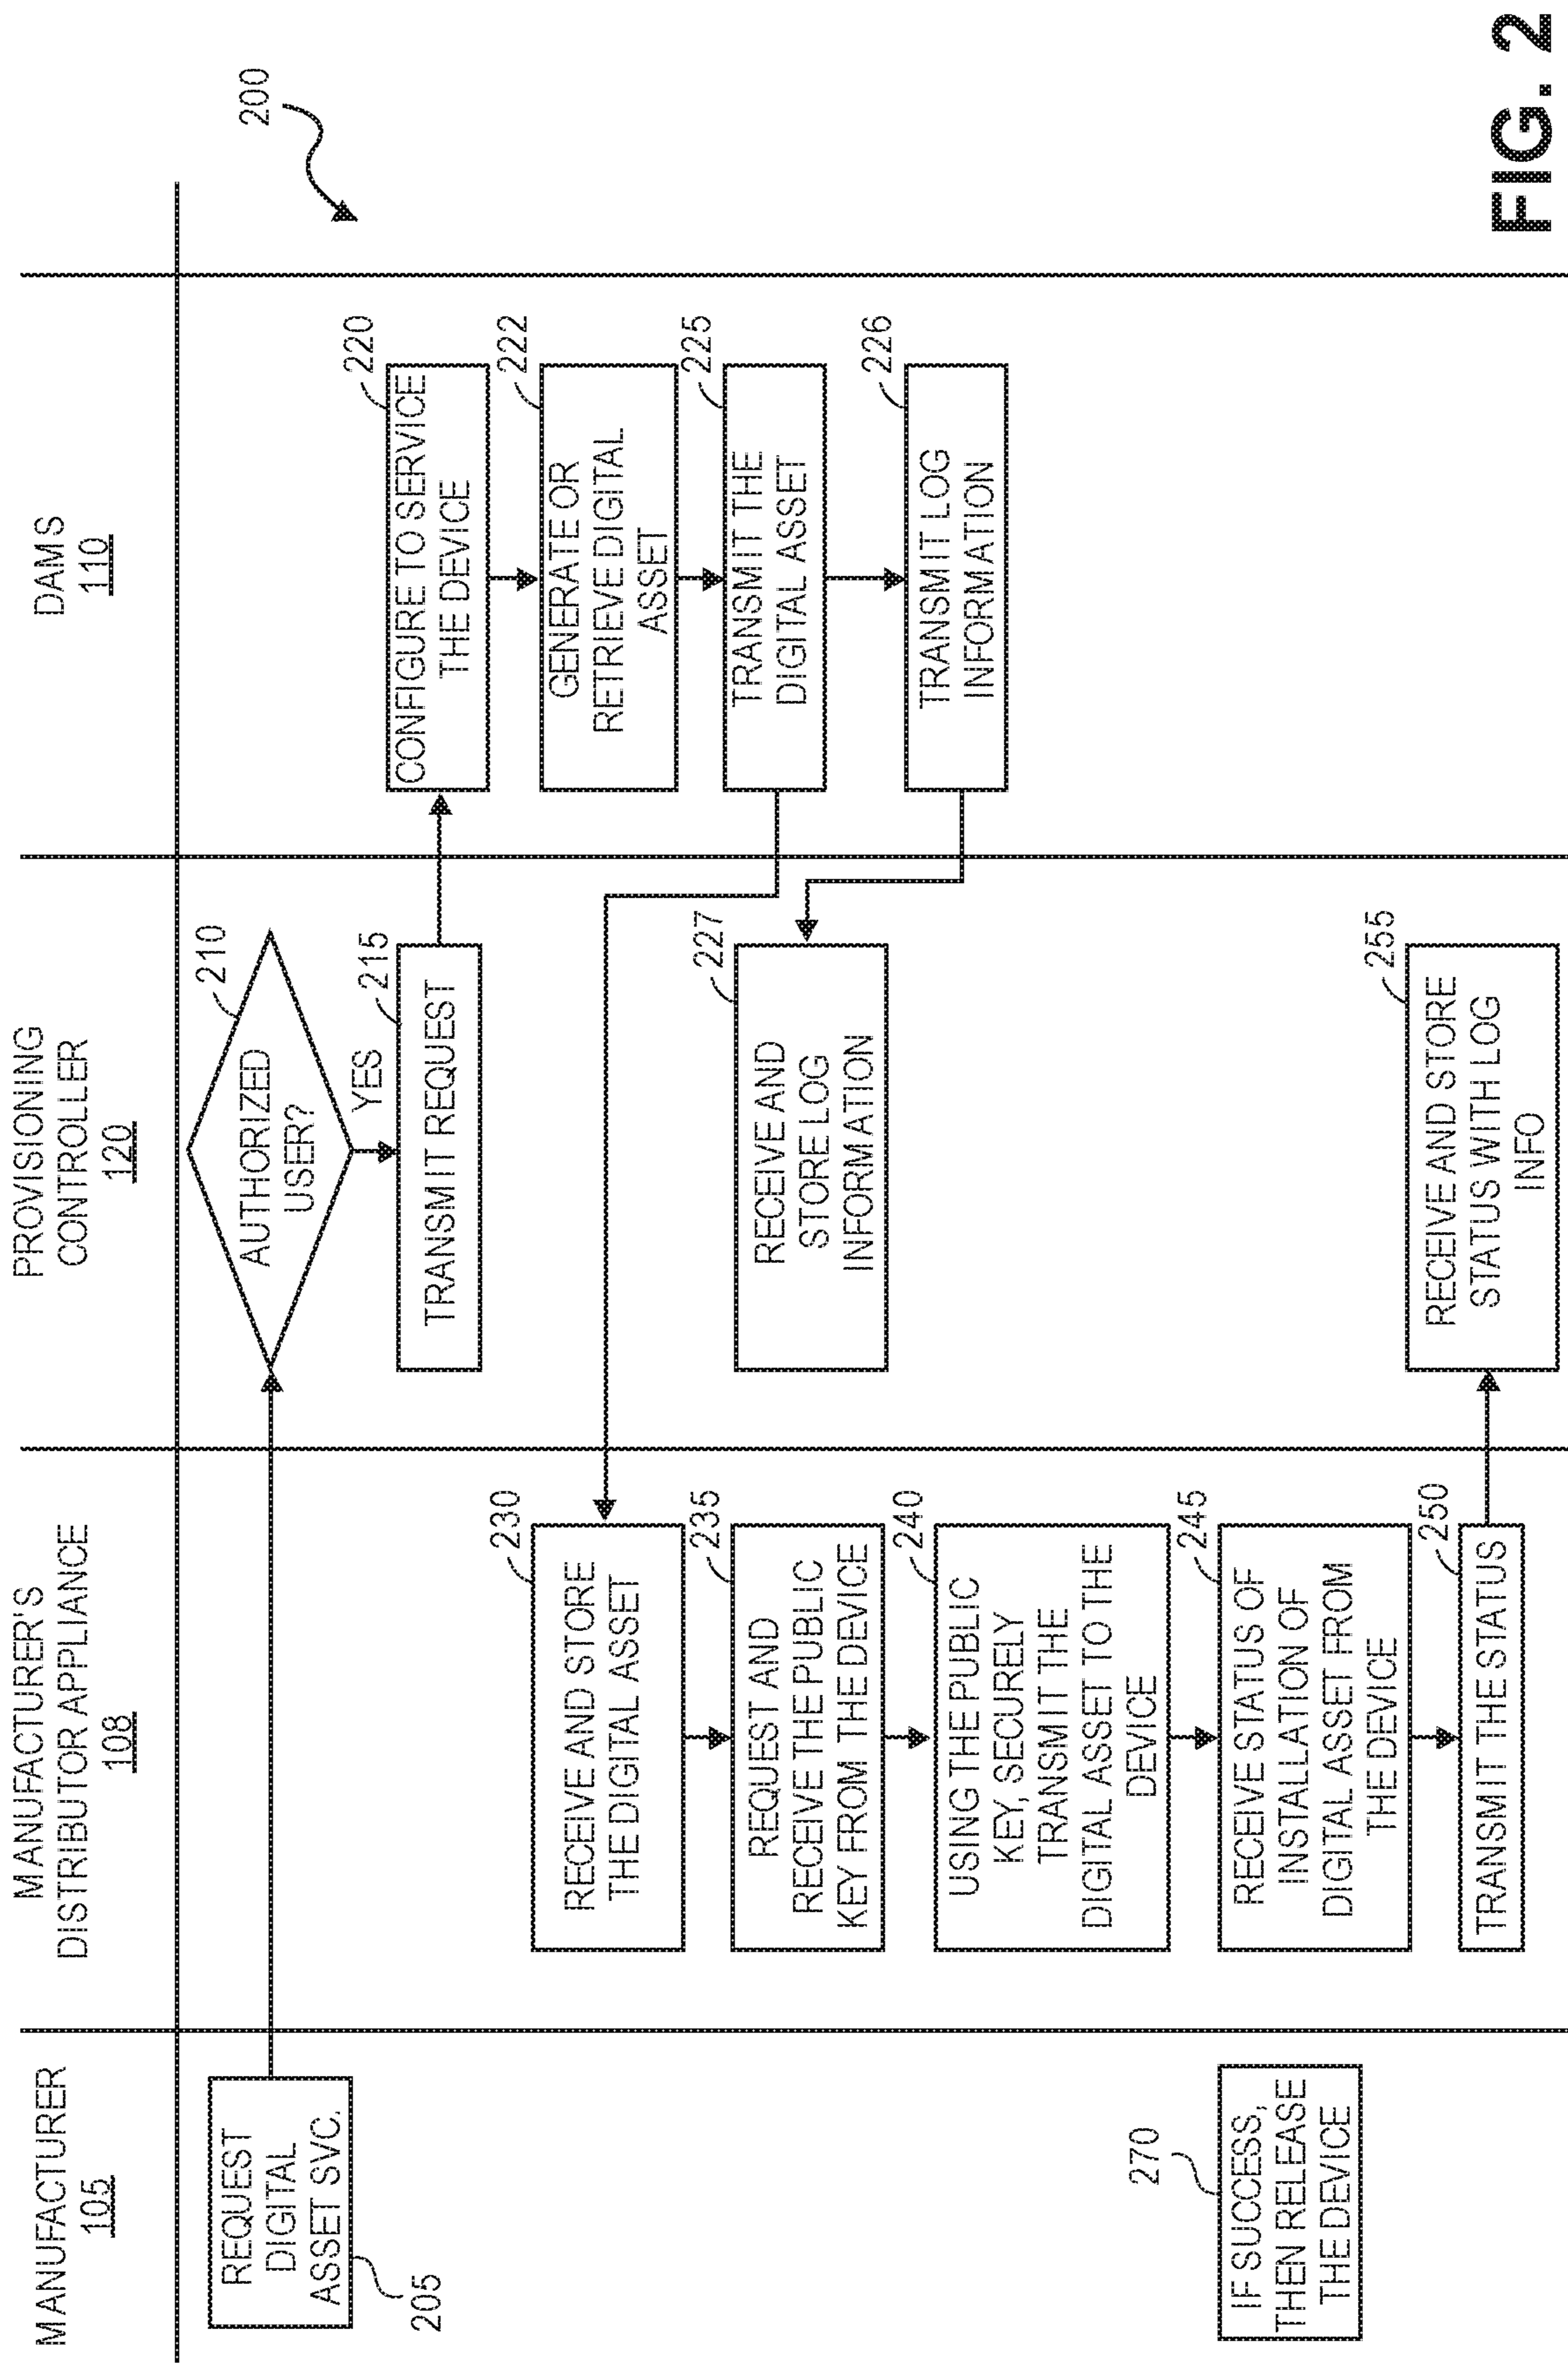 MANUFACTURER
105
MANUFACTURER'S
DISTRIBUTOR APPLIANCE
108
PROVISIONING
CONTROLLER
120
DAMS
110
200
REQUEST
DIGITAL
ASSET SVC.
205
AUTHORIZED
USER?
210
YES
TRANSMIT REQUEST
215
CONFIGURE TO SERVICE
THE DEVICE
220
GENERATE OR
RETRIEVE DIGITAL
ASSET
222
TRANSMIT THE
DIGITAL ASSET
225
TRANSMIT LOG
INFORMATION
226
RECEIVE AND
STORE LOG
INFORMATION
227
RECEIVE AND STORE
THE DIGITAL ASSET
230
REQUEST AND
RECEIVE THE PUBLIC
KEY FROM THE DEVICE
235
USING THE PUBLIC
KEY, SECURELY
TRANSMIT THE
DIGITAL ASSET TO THE
DEVICE
240
RECEIVE STATUS OF
INSTALLATION OF
DIGITAL ASSET FROM
THE DEVICE
245
TRANSMIT THE STATUS
250
RECEIVE AND STORE
STATUS WITH LOG
INFO
255
IF SUCCESS,
THEN RELEASE
THE DEVICE
270
FIG. 2